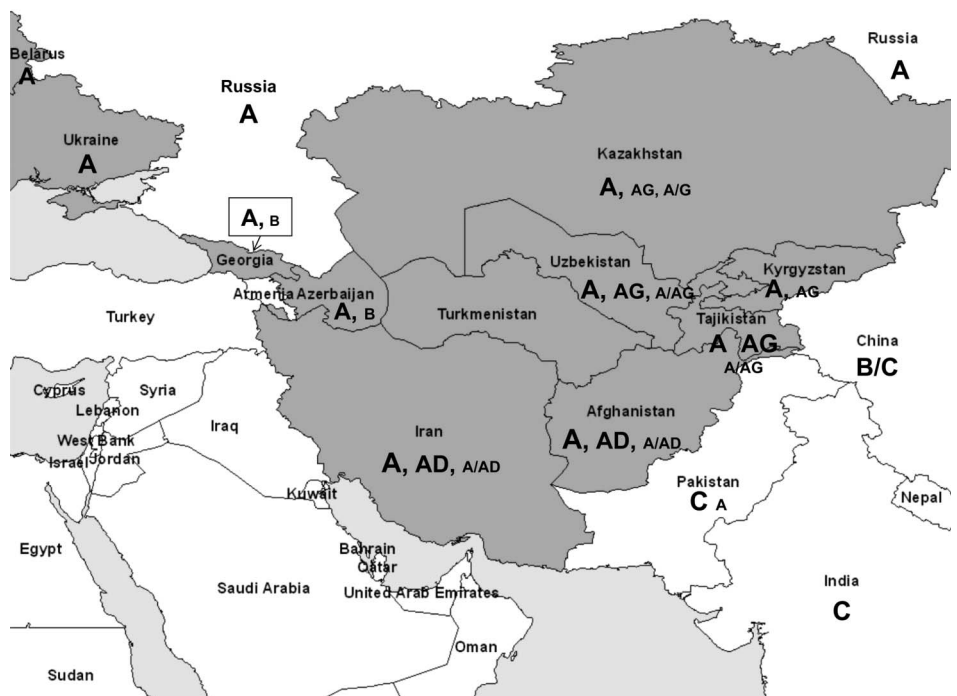 Russia
A
Belarus
A
Russia
A
Ukraine
A
Kazakhstan
A, AG, A/G
A, B
Georgia
Uzbekistan
A, AG, A/AG
Kyrgyzstan
A, AG
Armenia
Azerbaijan
A, B
Turkmenistan
Tajikistan
A AG
A/AG
Turkey
China
B/C
Cyprus
Syria
Lebanon
Afghanistan
A, AD, A/AD
Iraq
Iran
A, AD, A/AD
West Bank
Israel
Jordan
Pakistan
C A
Kuwait
Nepal
Egypt
Bahrain
Qatar
Saudi Arabia
United Arab Emirates
India
C
Oman
Sudan